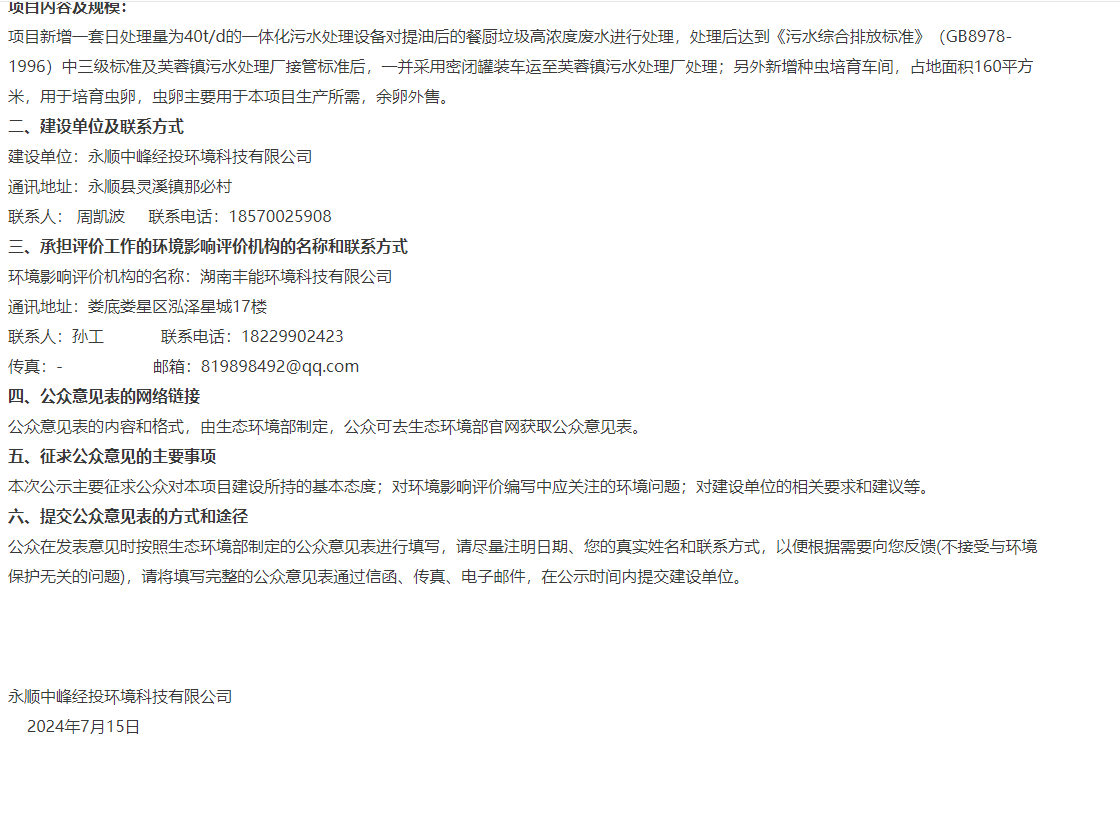 项目内容及规模：
项目新增一套日处理量为40t/d的一体化污水处理设备对提油后的餐厨垃圾高浓度废水进行处理，处理后达到《污水综合排放标准》（GB8978-
1996）中三级标准及芙蓉镇污水处理厂接管标准后，一并采用密闭罐装车运至芙蓉镇污水处理厂处理；另外新增种虫培育车间，占地面积160平方
米，用于培育虫卵，虫卵主要用于本项目生产所需，余卵外售。
二、建设单位及联系方式
建设单位：永顺中峰经投环境科技有限公司
通讯地址：永顺县灵溪镇那必村
联系人： 周凯波 联系电话：18570025908
三、承担评价工作的环境影响评价机构的名称和联系方式
环境影响评价机构的名称：湖南丰能环境科技有限公司
通讯地址：娄底娄星区泓泽星城17楼
联系人：孙工 联系电话：18229902423
传真：- 邮箱：819898492@qq.com
四、公众意见表的网络链接
公众意见表的内容和格式，由生态环境部制定，公众可去生态环境部官网获取公众意见表。
五、征求公众意见的主要事项
本次公示主要征求公众对本项目建设所持的基本态度；对环境影响评价编写中应关注的环境问题；对建设单位的相关要求和建议等。
六、提交公众意见表的方式和途径
公众在发表意见时按照生态环境部制定的公众意见表进行填写，请尽量注明日期、您的真实姓名和联系方式，以便根据需要向您反馈(不接受与环境
保护无关的问题)，请将填写完整的公众意见表通过信函、传真、电子邮件，在公示时间内提交建设单位。
永顺中峰经投环境科技有限公司
2024年7月15日